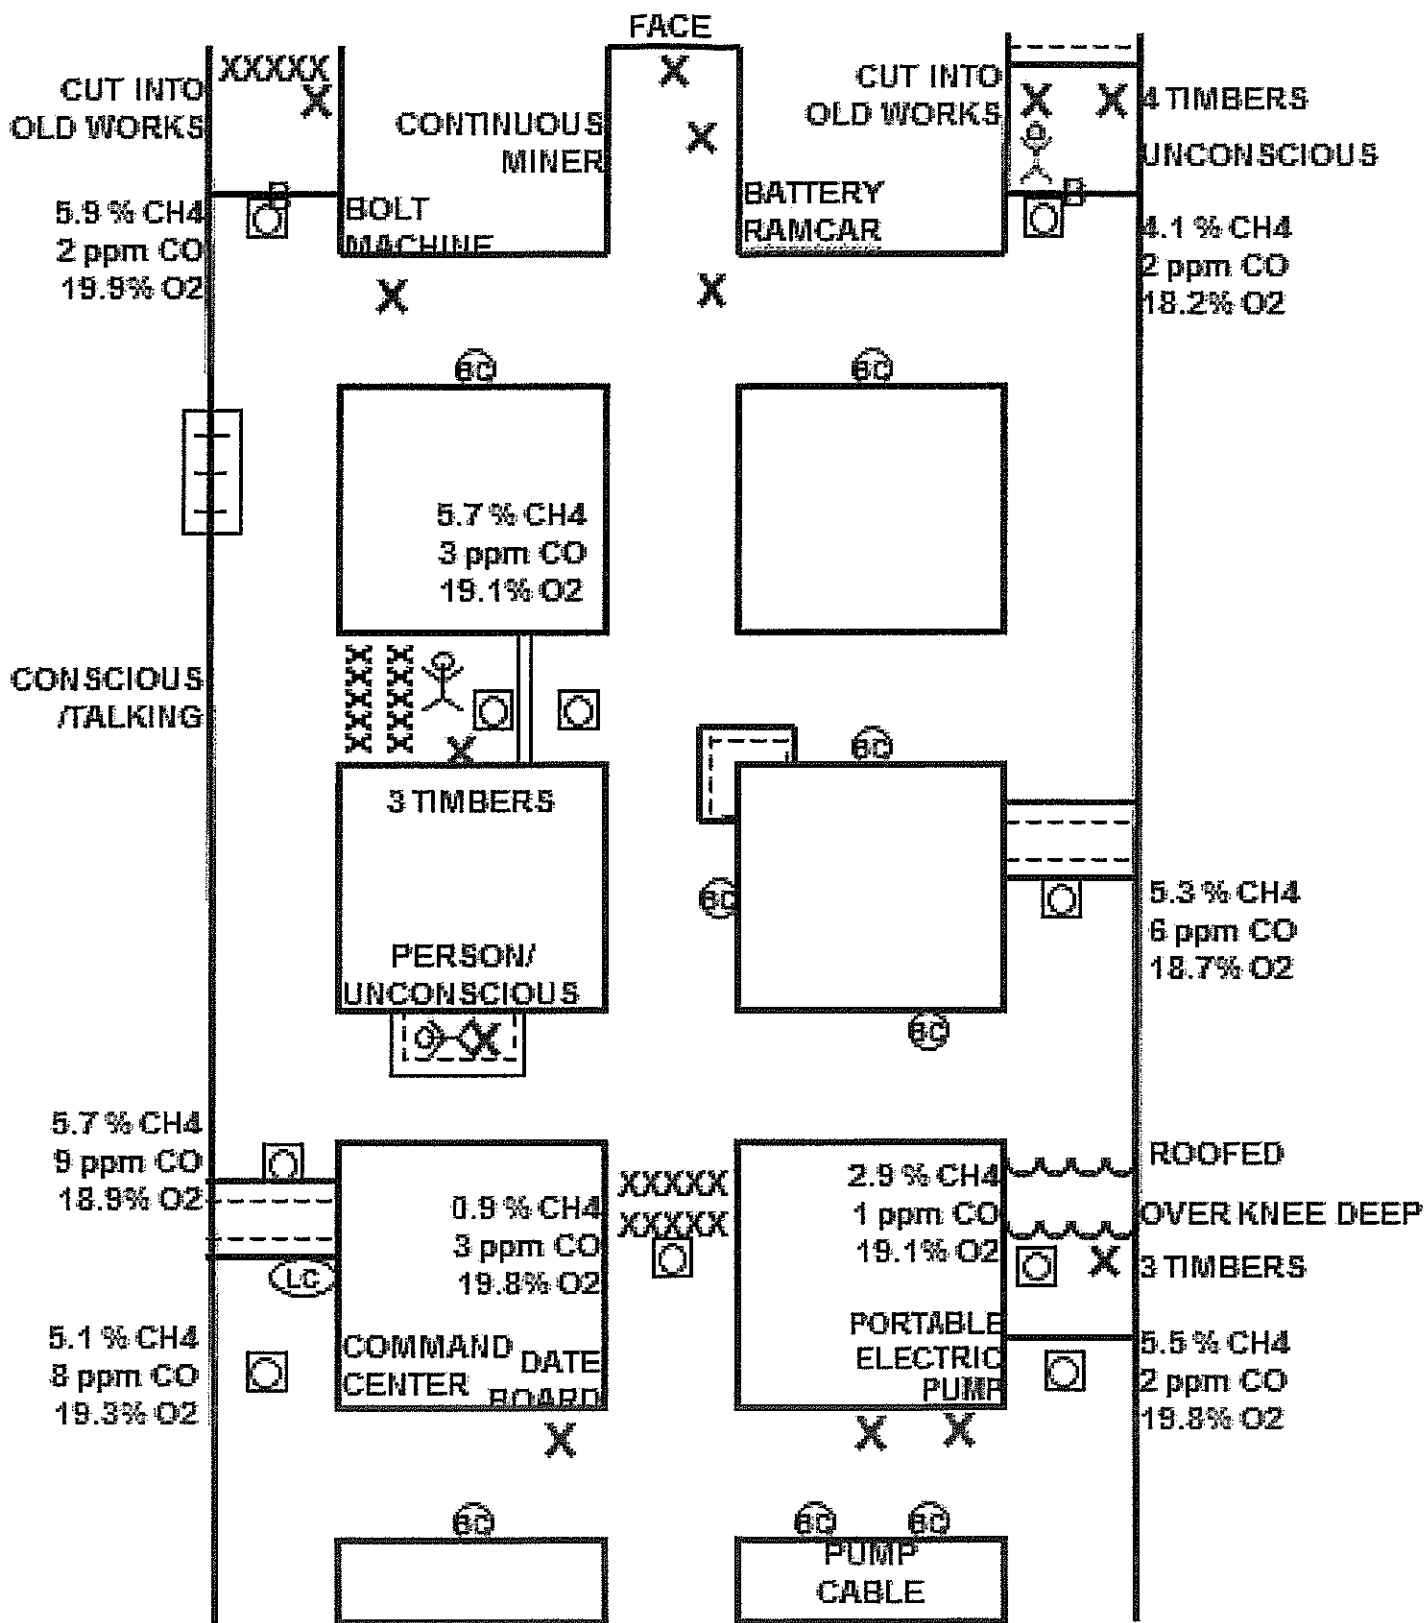 FACE
XXXXX
X
CUT INTO
OLD WORKS
CONTINUOUS
MINER
X
X
CUT INTO
OLD WORKS
X X 4 TIMBERS
UNCONSCIOUS
B
5.9 % CH4
2 ppm CO
19.9% O2
BOLT
MACHINE
X
BATTERY
RAMCAR
X
B
4.1 % CH4
2 ppm CO
18.2% O2
BC
BC
5.7 % CH4
3 ppm CO
19.1% O2
CONSCIOUS
/TALKING
XXXXX
XXXXX
X
3 TIMBERS
BC
BC
5.3 % CH4
6 ppm CO
18.7% O2
PERSON/
UNCONSCIOUS
X
BC
5.7 % CH4
9 ppm CO
18.9% O2
LC
0.9 % CH4
3 ppm CO
19.8% O2
XXXXX
XXXXX
2.9 % CH4
1 ppm CO
19.1% O2
ROOFED
OVER KNEE DEEP
X 3 TIMBERS
5.1 % CH4
8 ppm CO
19.3% O2
COMMAND
CENTER
DATE
BOARD
X
PORTABLE
ELECTRIC
PUMP
X X
5.5 % CH4
2 ppm CO
19.8% O2
BC
BC BC
PUMP
CABLE